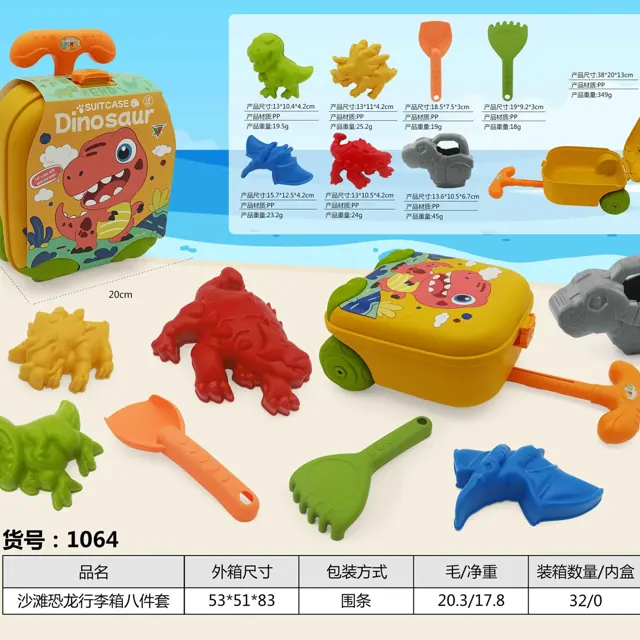 SUITCASE
Dinosaur
20cm
产品尺寸:13*10.4*4.2cm
产品材质:PP
产品重量:19.5g
产品尺寸:13*11*4.2cm
产品材质:PP
产品重量:25.2g
产品尺寸:18.5*7.5*3cm
产品材质:PP
产品重量:19g
产品尺寸:19*9.2*3cm
产品材质:PP
产品重量:18g
产品尺寸:38*20*13cm
产品材质:PP
产品重量:349g
产品尺寸:15.7*12.5*4.2cm
产品材质:PP
产品重量:23.2g
产品尺寸:13*10.5*4.2cm
产品材质:PP
产品重量:24g
产品尺寸:13.6*10.5*6.7cm
产品材质:PP
产品重量:45g
货号：1064
品名 外箱尺寸 包装方式 毛/净重 装箱数量/内盒
沙滩恐龙行李箱八件套 53*51*83 围条 20.3/17.8 32/0